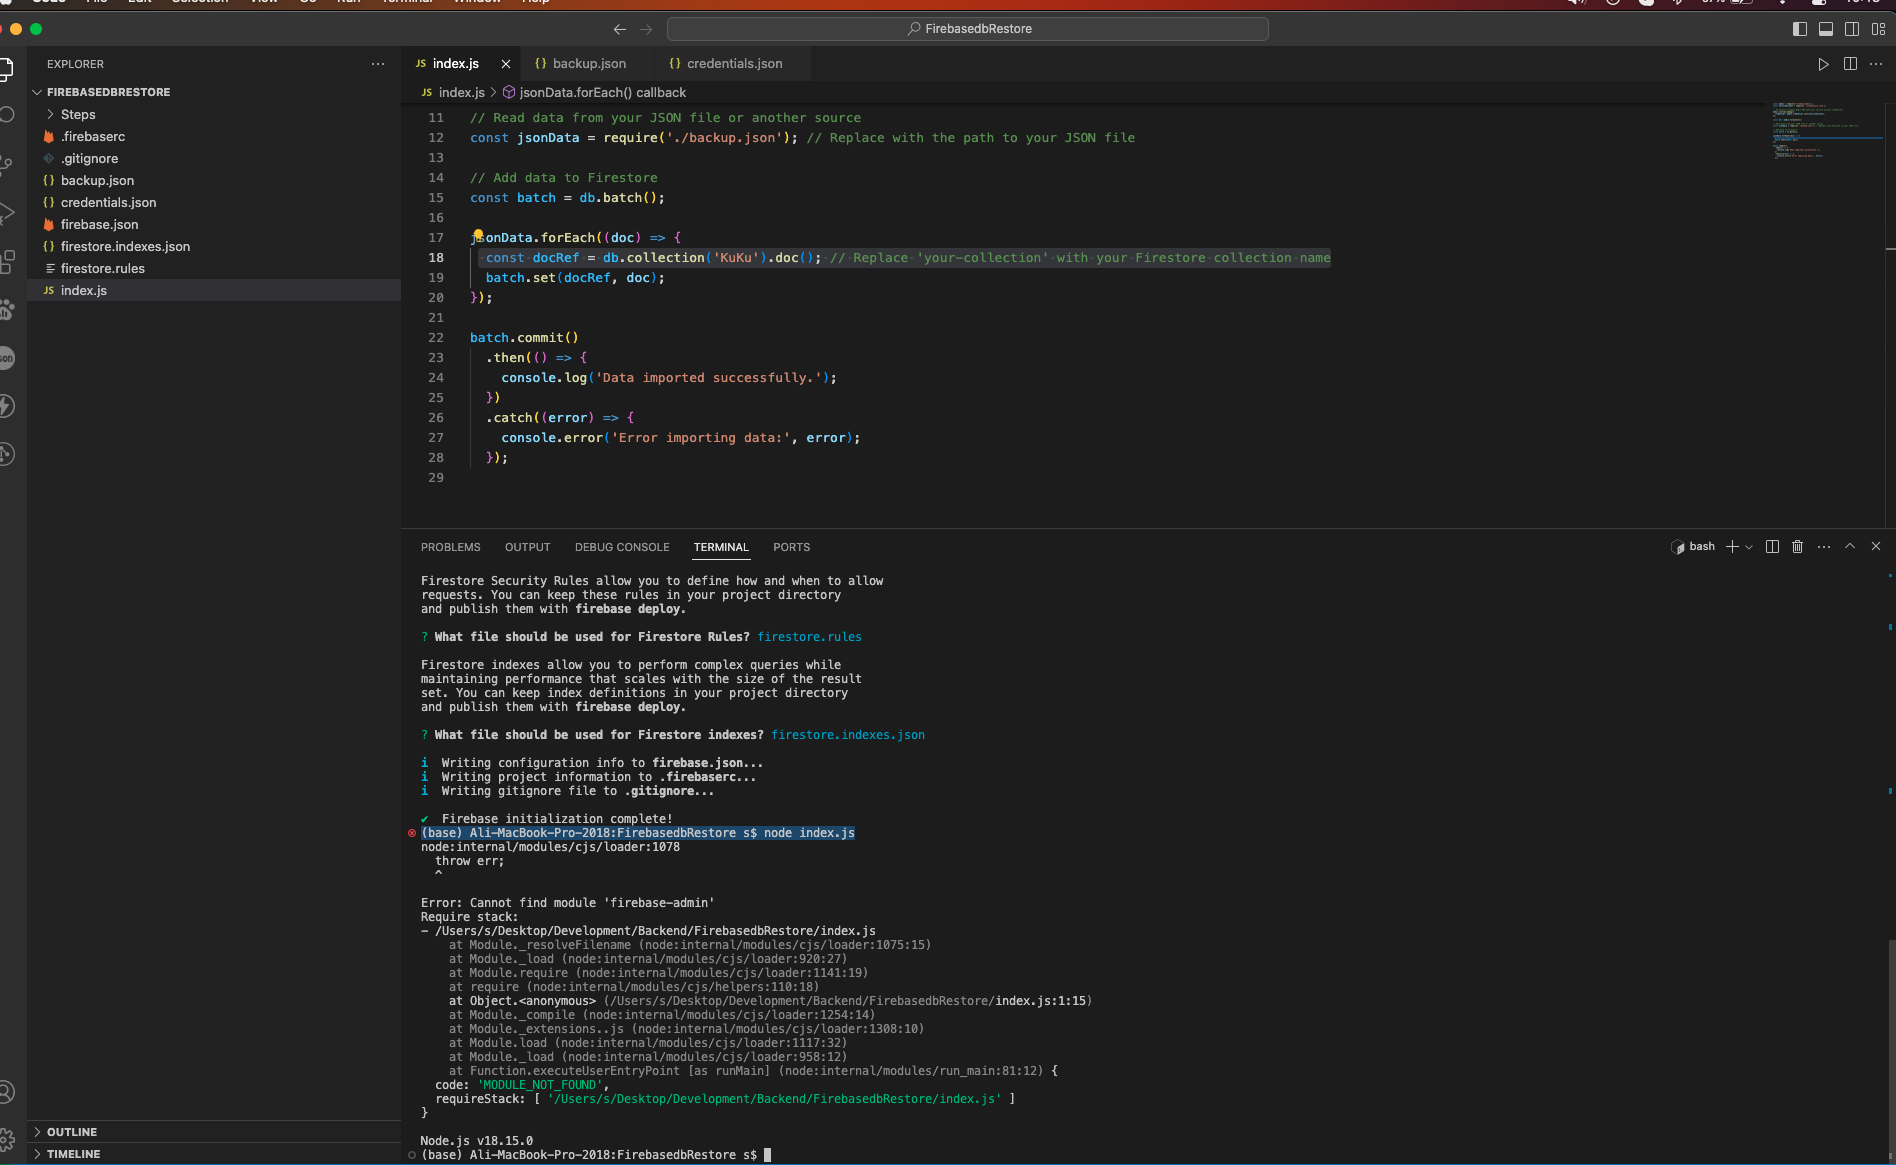 FirebasedbRestore
EXPLORER
FIREBASEDBRESTORE
Steps
.firebaserc
.gitignore
backup.json
credentials.json
firebase.json
firestore.indexes.json
firestore.rules
JS index.js
OUTLINE
TIMELINE
JS index.js
{} backup.json
{} credentials.json
JS index.js > jsonData.forEach() callback
11 // Read data from your JSON file or another source
12 const jsonData = require('./backup.json'); // Replace with the path to your JSON file
13
14 // Add data to Firestore
15 const batch = db.batch();
16
17 jsonData.forEach((doc) => {
18 const docRef = db.collection('KuKu').doc(); // Replace 'your-collection' with your Firestore collection name
19 batch.set(docRef, doc);
20 });
21
22 batch.commit()
23 .then(() => {
24 console.log('Data imported successfully.');
25 })
26 .catch((error) => {
27 console.error('Error importing data:', error);
28 });
29
PROBLEMS OUTPUT DEBUG CONSOLE TERMINAL PORTS
bash
Firestore Security Rules allow you to define how and when to allow
requests. You can keep these rules in your project directory
and publish them with firebase deploy.
? What file should be used for Firestore Rules? firestore.rules
Firestore indexes allow you to perform complex queries while
maintaining performance that scales with the size of the result
set. You can keep index definitions in your project directory
and publish them with firebase deploy.
? What file should be used for Firestore indexes? firestore.indexes.json
i Writing configuration info to firebase.json...
i Writing project information to .firebaserc...
i Writing gitignore file to .gitignore...
✔ Firebase initialization complete!
(base) Ali-MacBook-Pro-2018:FirebasedbRestore s$ node index.js
node:internal/modules/cjs/loader:1078
throw err;
^
Error: Cannot find module 'firebase-admin'
Require stack:
- /Users/s/Desktop/Development/Backend/FirebasedbRestore/index.js
at Module._resolveFilename (node:internal/modules/cjs/loader:1075:15)
at Module._load (node:internal/modules/cjs/loader:920:27)
at Module.require (node:internal/modules/cjs/loader:1141:19)
at require (node:internal/modules/cjs/helpers:110:18)
at Object.<anonymous> (/Users/s/Desktop/Development/Backend/FirebasedbRestore/index.js:1:15)
at Module._compile (node:internal/modules/cjs/loader:1254:14)
at Module._extensions..js (node:internal/modules/cjs/loader:1308:10)
at Module.load (node:internal/modules/cjs/loader:1117:32)
at Module._load (node:internal/modules/cjs/loader:958:12)
at Function.executeUserEntryPoint [as runMain] (node:internal/modules/run_main:81:12) {
code: 'MODULE_NOT_FOUND',
requireStack: [ '/Users/s/Desktop/Development/Backend/FirebasedbRestore/index.js' ]
}
Node.js v18.15.0
(base) Ali-MacBook-Pro-2018:FirebasedbRestore s$